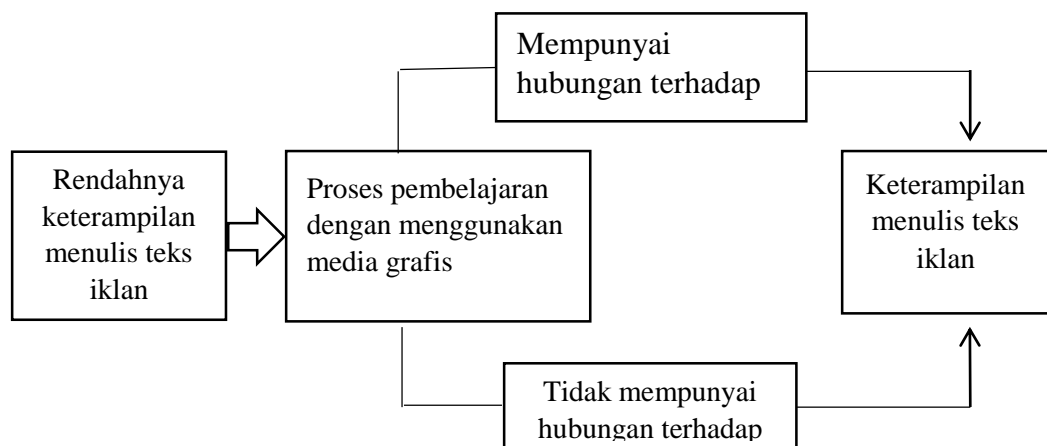 Mempunyai
hubungan terhadap
Rendahnya
keterampilan
menulis teks
iklan
Proses pembelajaran
dengan menggunakan
media grafis
Keterampilan
menulis teks
iklan
Tidak mempunyai
hubungan terhadap